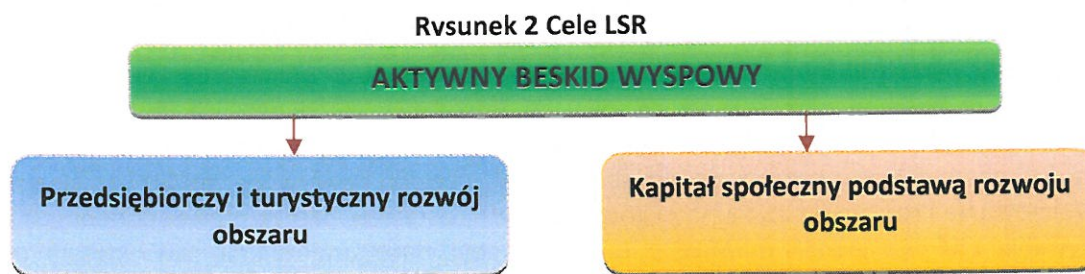 Rysunek 2 Cele LSR
AKTYWNY BESKID WYSPOWY
Przedsiębiorczy i turystyczny rozwój
obszaru
Kapitał społeczny podstawą rozwoju
obszaru